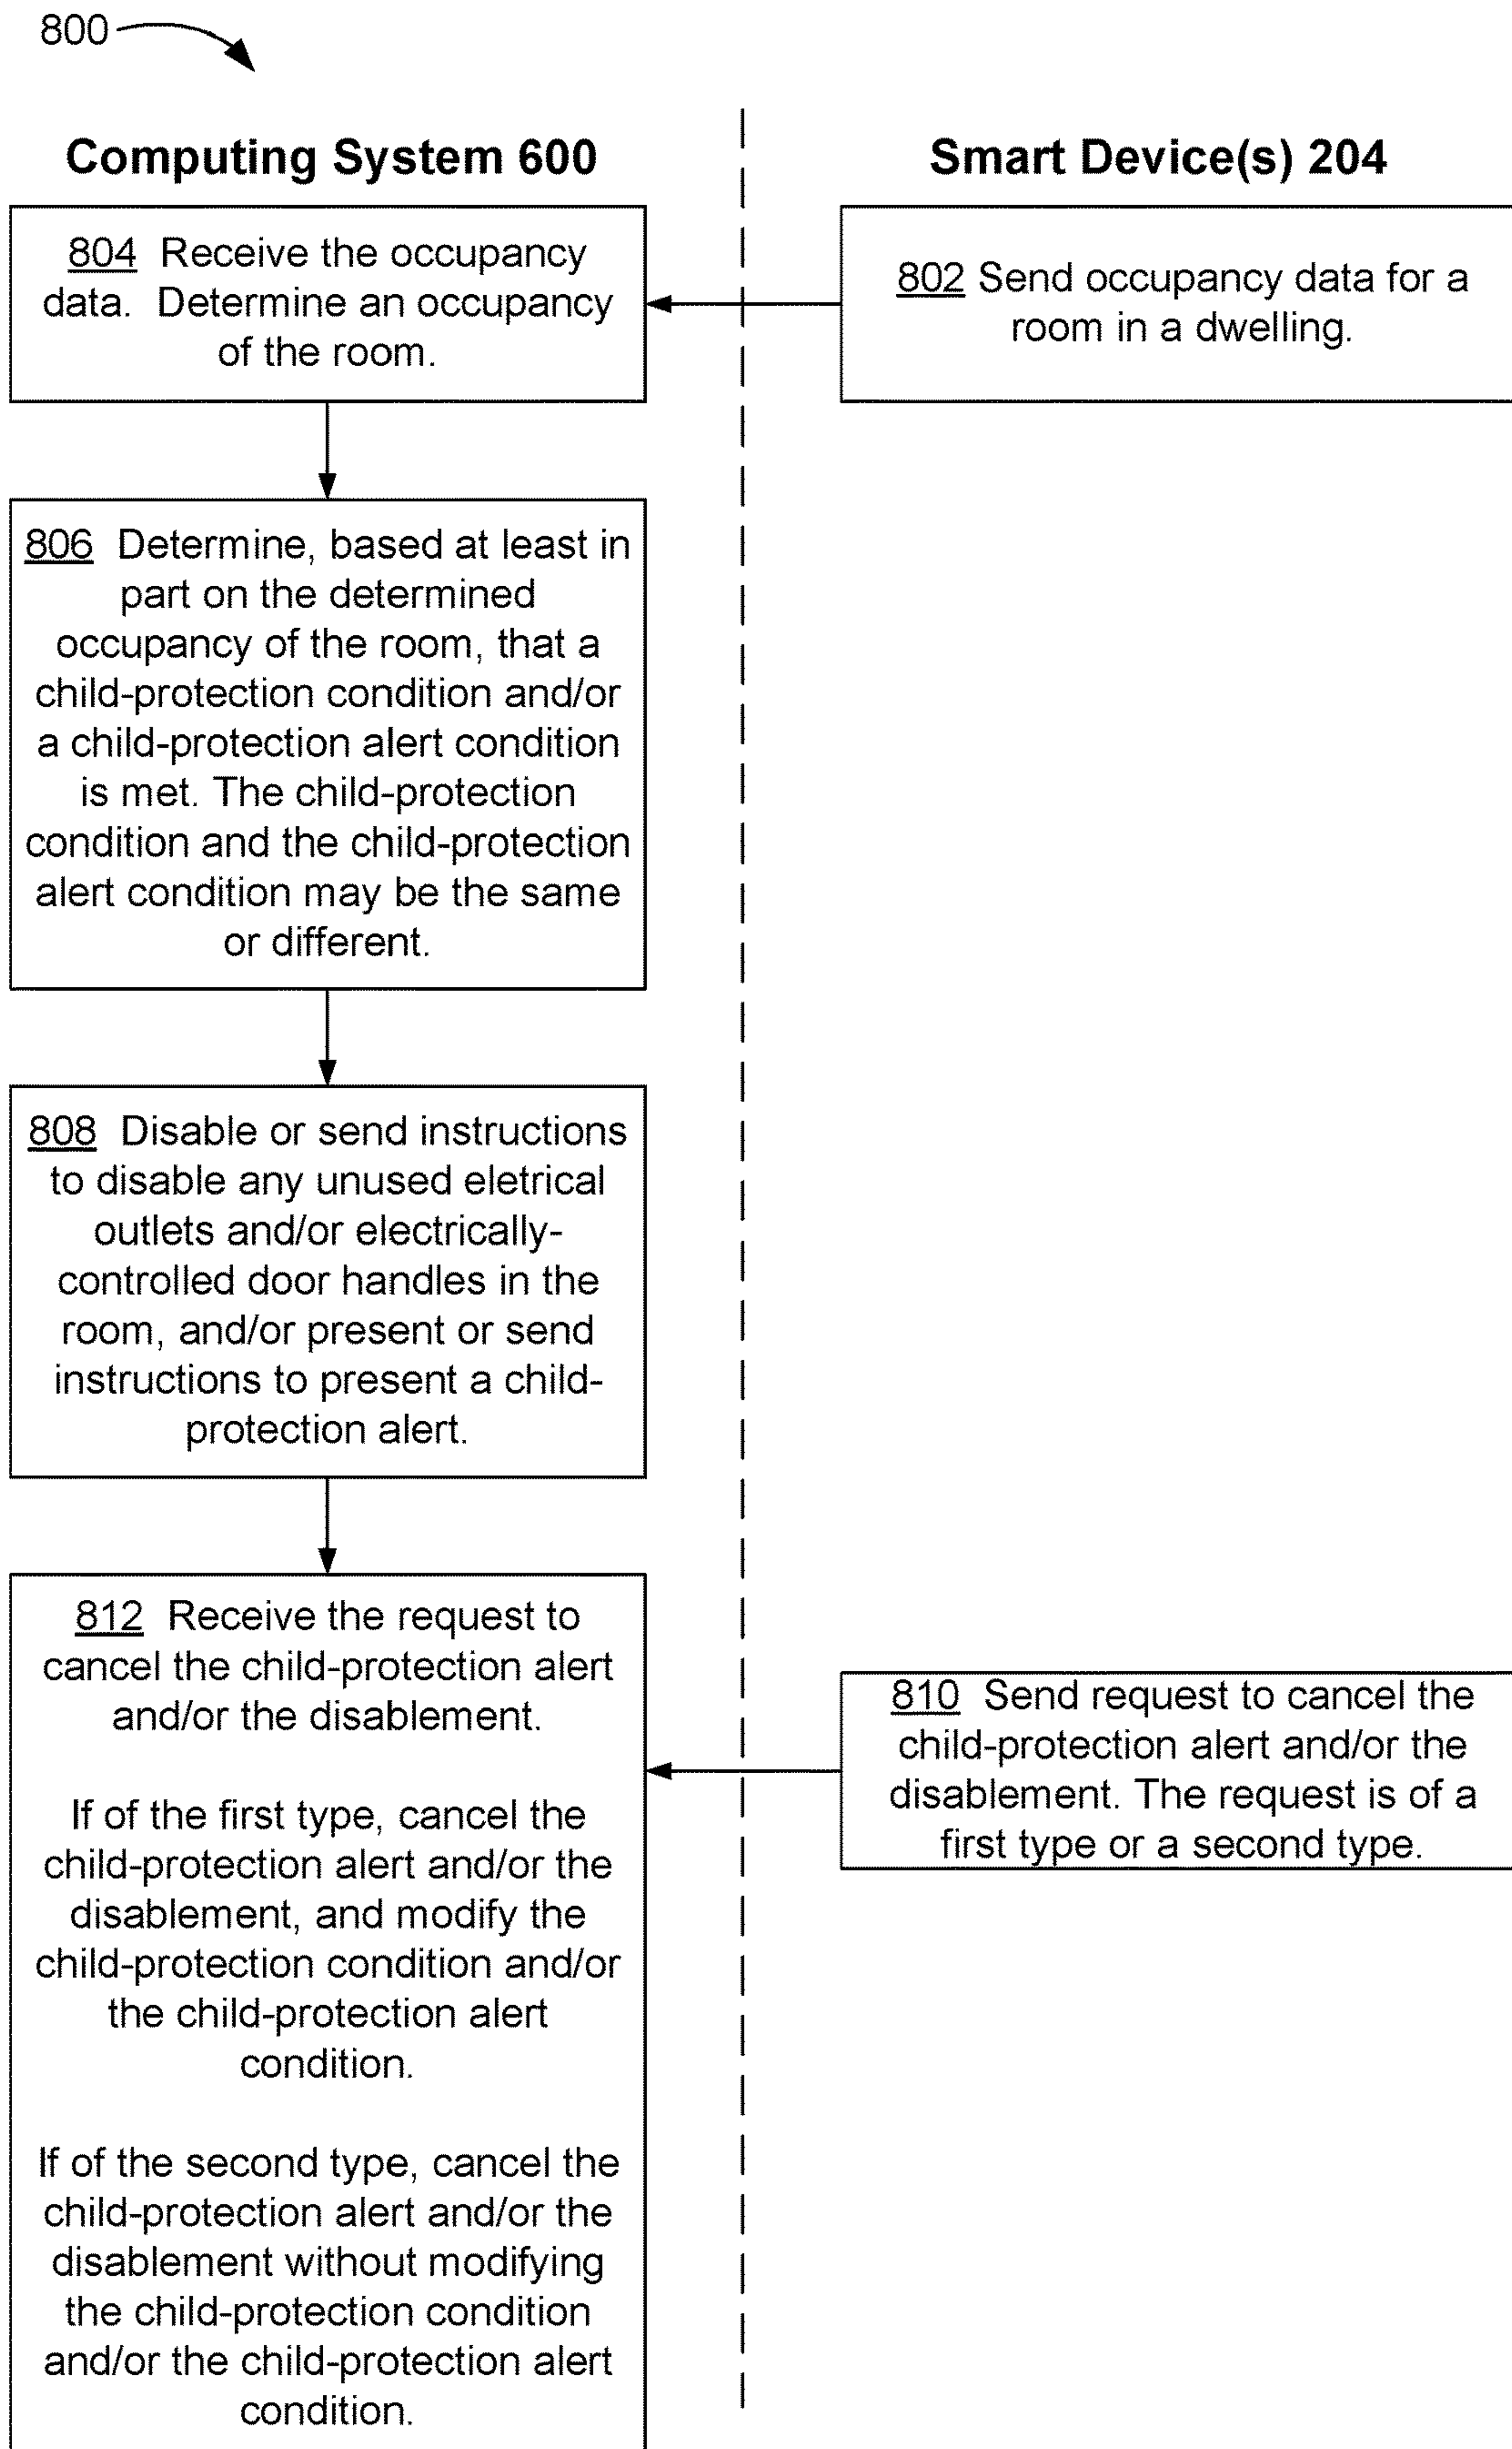 800
Computing System 600
Smart Device(s) 204
804 Receive the occupancy
data. Determine an occupancy
of the room.
802 Send occupancy data for a
room in a dwelling.
806 Determine, based at least in
part on the determined
occupancy of the room, that a
child-protection condition and/or
a child-protection alert condition
is met. The child-protection
condition and the child-protection
alert condition may be the same
or different.
808 Disable or send instructions
to disable any unused eletrical
outlets and/or electrically-
controlled door handles in the
room, and/or present or send
instructions to present a child-
protection alert.
812 Receive the request to
cancel the child-protection alert
and/or the disablement.
If of the first type, cancel the
child-protection alert and/or the
disablement, and modify the
child-protection condition and/or
the child-protection alert
condition.
If of the second type, cancel the
child-protection alert and/or the
disablement without modifying
the child-protection condition
and/or the child-protection alert
condition.
810 Send request to cancel the
child-protection alert and/or the
disablement. The request is of a
first type or a second type.